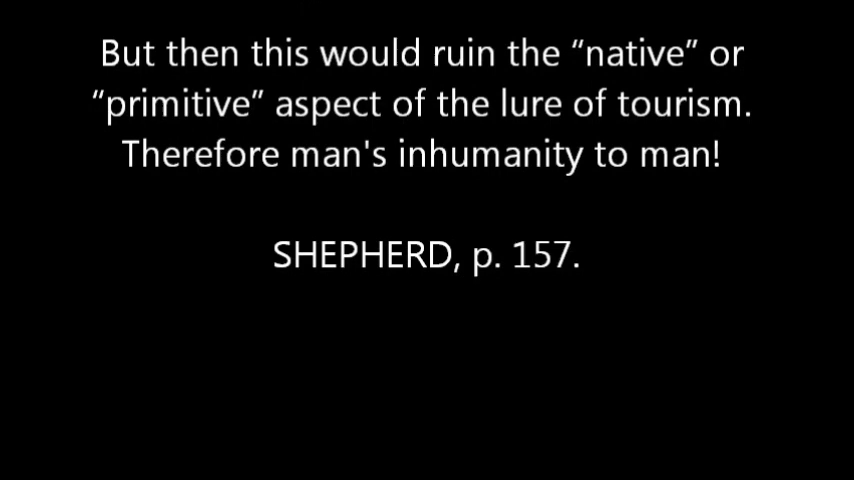 But then this would ruin the “native” or
“primitive” aspect of the lure of tourism.
Therefore man's inhumanity to man!
SHEPHERD, p. 157.